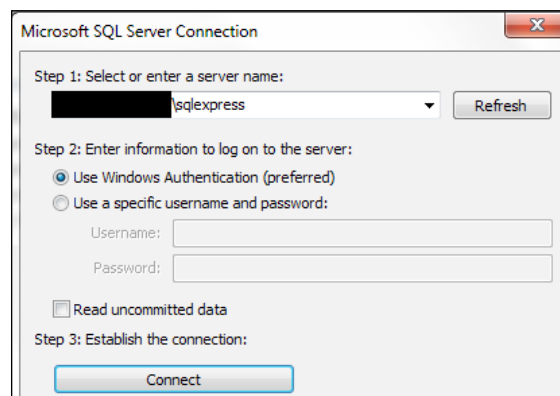 Microsoft SQL Server Connection
Step 1: Select or enter a server name:
\sqlexpress
Refresh
Step 2: Enter information to log on to the server:
Use Windows Authentication (preferred)
Use a specific username and password:
Username:
Password:
Read uncommitted data
Step 3: Establish the connection:
Connect